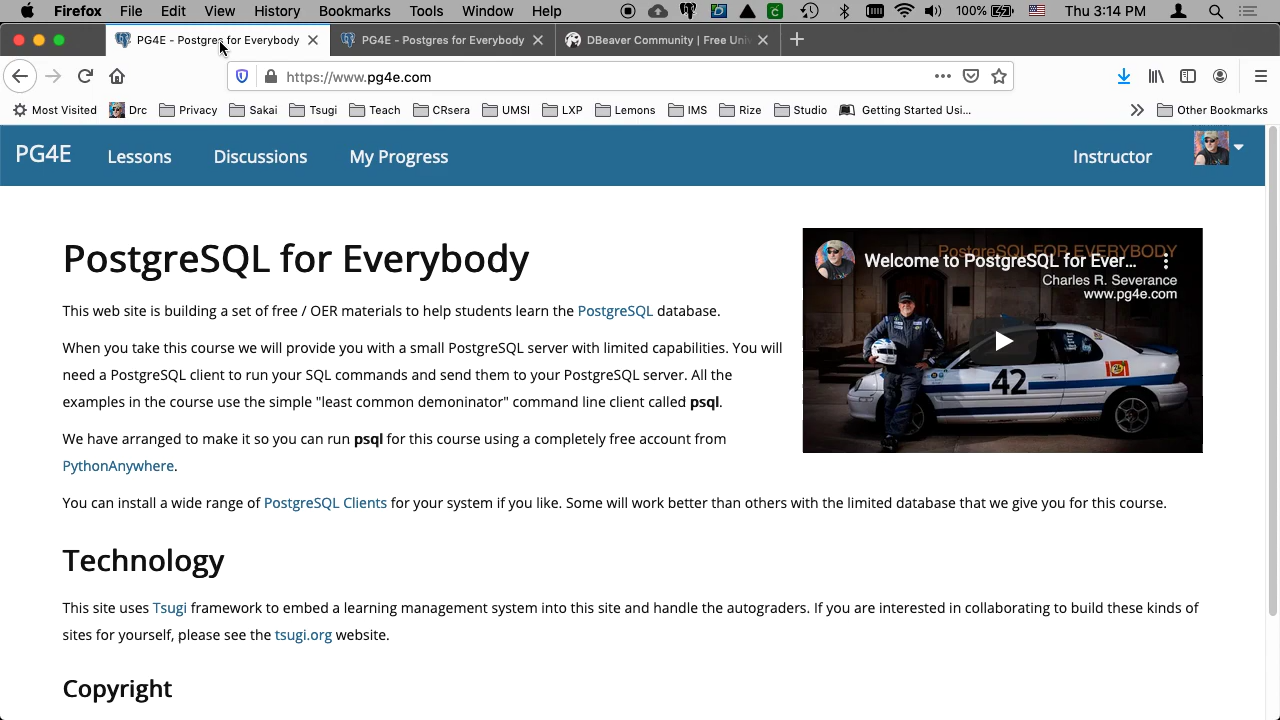 Firefox File Edit View History Bookmarks Tools Window Help 100% Thu 3:14 PM
PG4E - Postgres for Everybody PG4E - Postgres for Everybody DBeaver Community | Free Univ
https://www.pg4e.com
Most Visited Drc Privacy Sakai Tsugi Teach CRsera UMSI LXP Lemons IMS Rize Studio Getting Started Usi... Other Bookmarks
PG4E Lessons Discussions My Progress Instructor
PostgreSQL for Everybody
This web site is building a set of free / OER materials to help students learn the PostgreSQL database.
When you take this course we will provide you with a small PostgreSQL server with limited capabilities. You will
need a PostgreSQL client to run your SQL commands and send them to your PostgreSQL server. All the
examples in the course use the simple "least common demoninator" command line client called psql.
We have arranged to make it so you can run psql for this course using a completely free account from
PythonAnywhere.
PostgreSQL FOR EVERYBODY
Welcome to PostgreSQL for Ever...
Charles R. Severance
www.pg4e.com
42
You can install a wide range of PostgreSQL Clients for your system if you like. Some will work better than others with the limited database that we give you for this course.
Technology
This site uses Tsugi framework to embed a learning management system into this site and handle the autograders. If you are interested in collaborating to build these kinds of
sites for yourself, please see the tsugi.org website.
Copyright